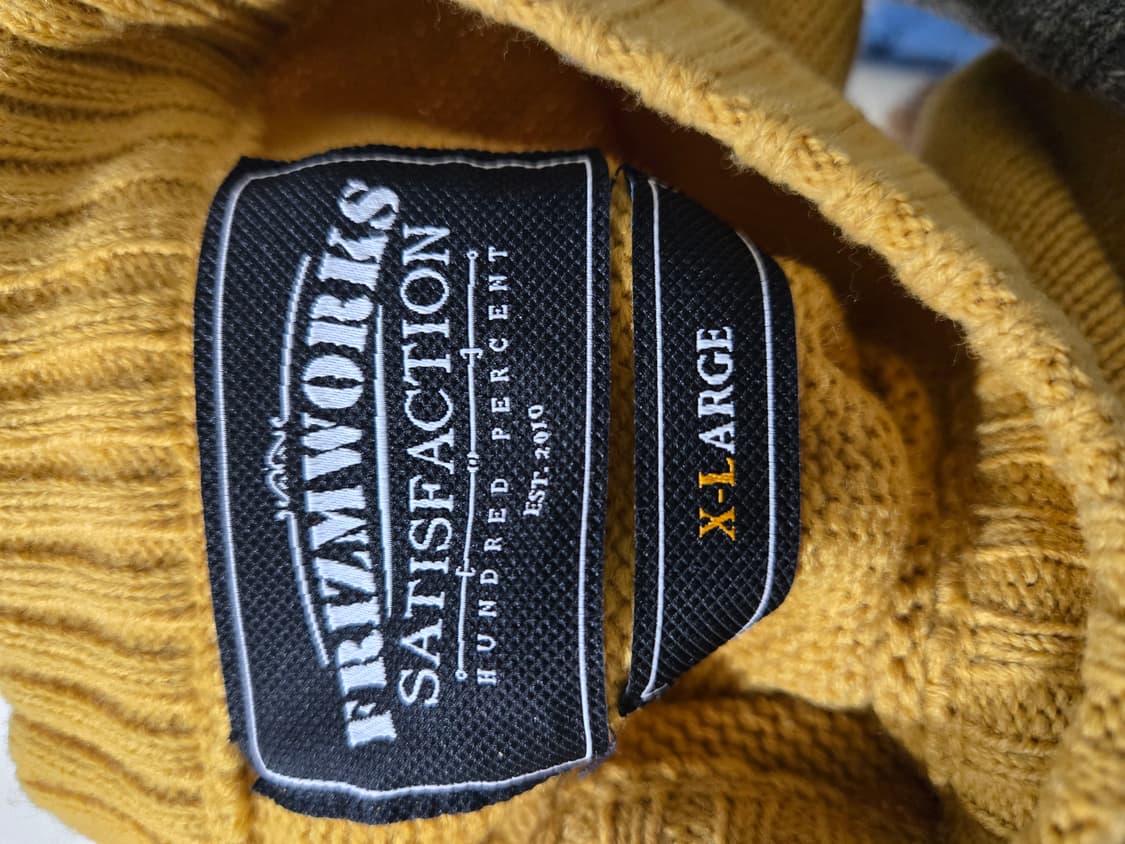 FRIZMWORKS
SATISFACTION
HUNDRED PERCENT
EST. 2010
X-LARGE